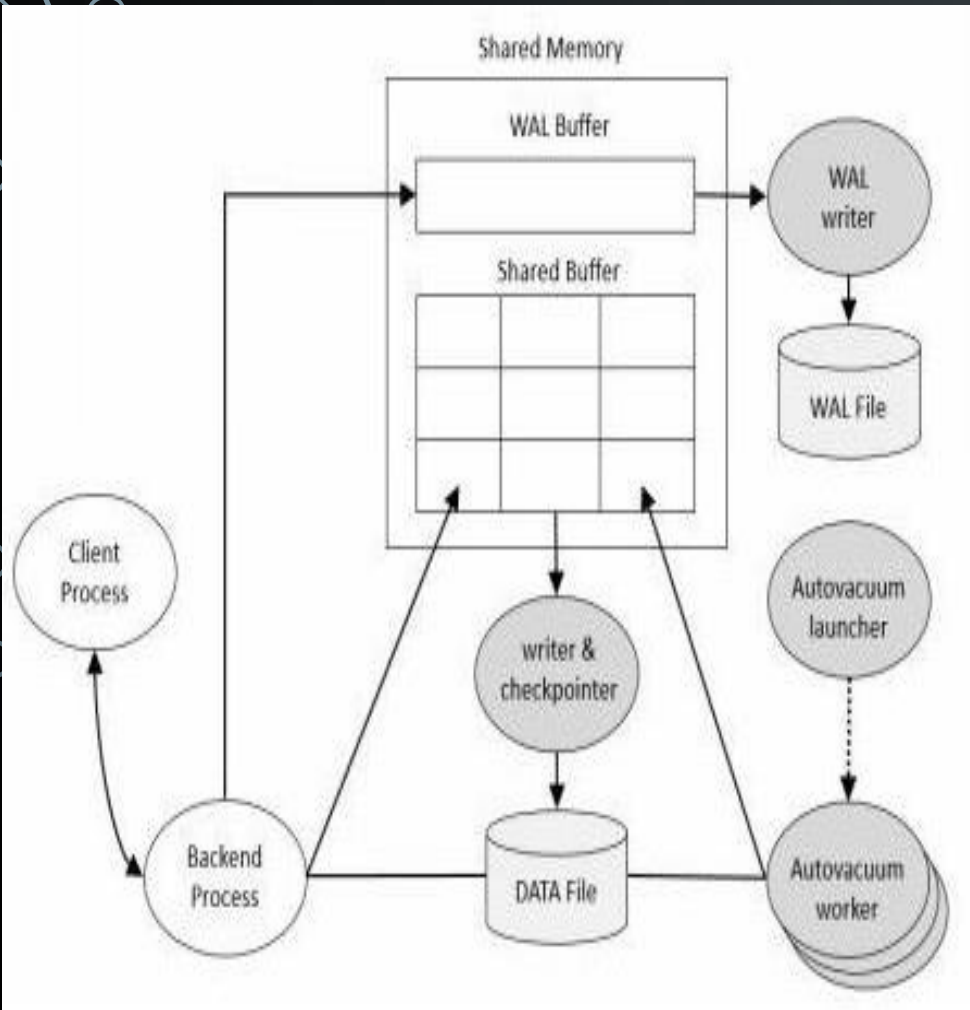 Shared Memory
WAL Buffer
WAL
writer
Shared Buffer
WAL File
Client
Process
Autovacuum
launcher
writer &
checkpointer
Backend
Process
DATA File
Autovacuum
worker